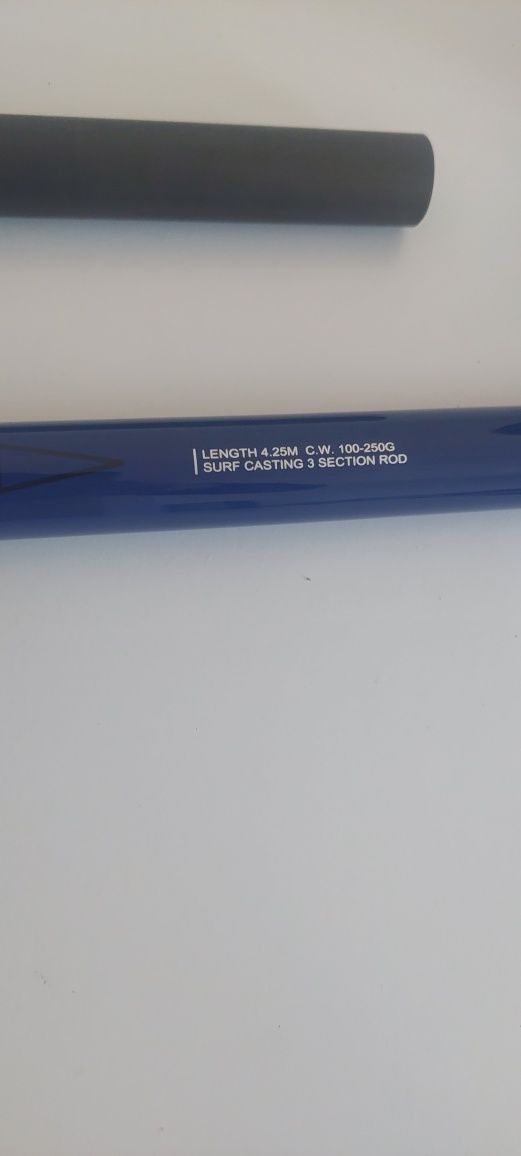 LENGTH 4.25M C.W. 100-250G
SURF CASTING 3 SECTION ROD